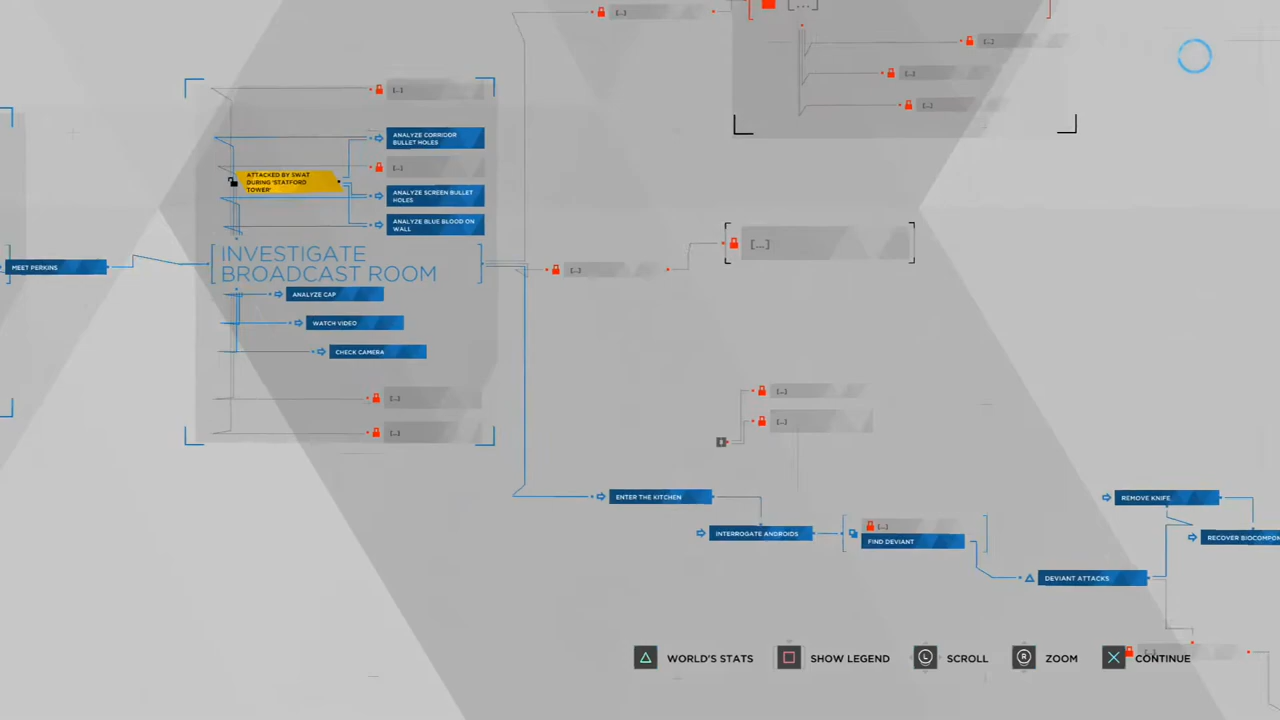 [...]
[...]
[...]
[...]
[...]
[...]
ANALYZE CORRIDOR
BULLET HOLES
[...]
ATTACKED BY SWAT
DURING 'STATFORD
TOWER'
ANALYZE SCREEN BULLET
HOLES
ANALYZE BLUE BLOOD ON
WALL
[...]
INVESTIGATE
BROADCAST ROOM
MEET PERKINS
[...]
ANALYZE CAP
WATCH VIDEO
CHECK CAMERA
[...]
[...]
[...]
[...]
ENTER THE KITCHEN
REMOVE KNIFE
INTERROGATE ANDROIDS
[...]
FIND DEVIANT
RECOVER BIOCOMPON
DEVIANT ATTACKS
[...]
WORLD'S STATS
SHOW LEGEND
L
SCROLL
R
ZOOM
CONTINUE